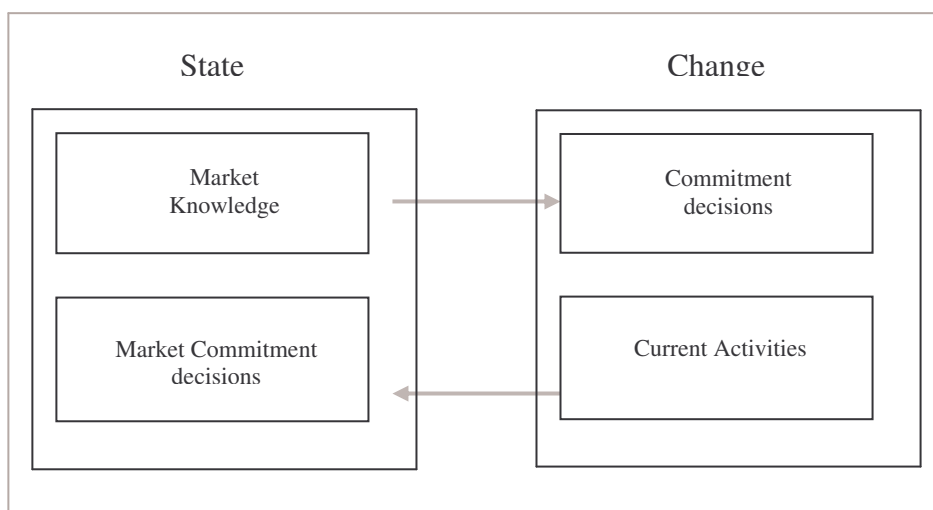 State
Change
Market
Knowledge
Commitment
decisions
Market Commitment
decisions
Current Activities